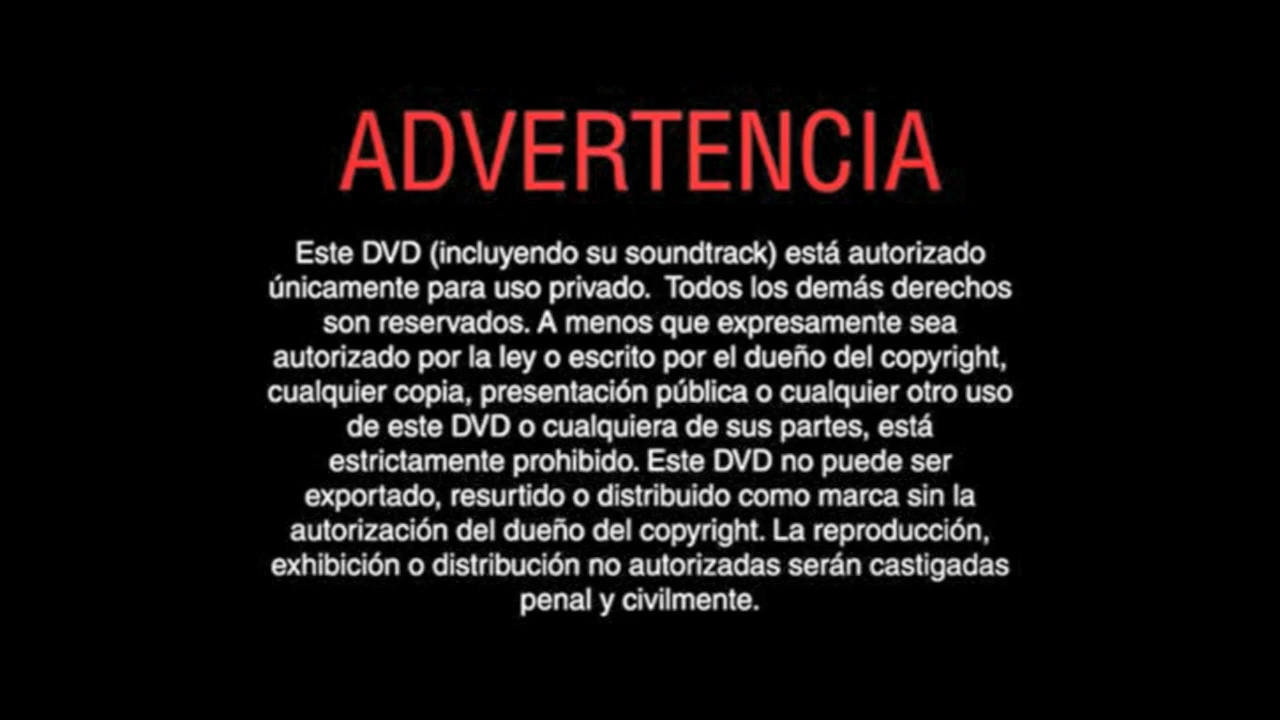 ADVERTENCIA
Este DVD (incluyendo su soundtrack) está autorizado
únicamente para uso privado.  Todos los demás derechos
son reservados. A menos que expresamente sea
autorizado por la ley o escrito por el dueño del copyright,
cualquier copia, presentación pública o cualquier otro uso
de este DVD o cualquiera de sus partes, está
estrictamente prohibido. Este DVD no puede ser
exportado, resurtido o distribuido como marca sin la
autorización del dueño del copyright. La reproducción,
exhibición o distribución no autorizadas serán castigadas
penal y civilmente.